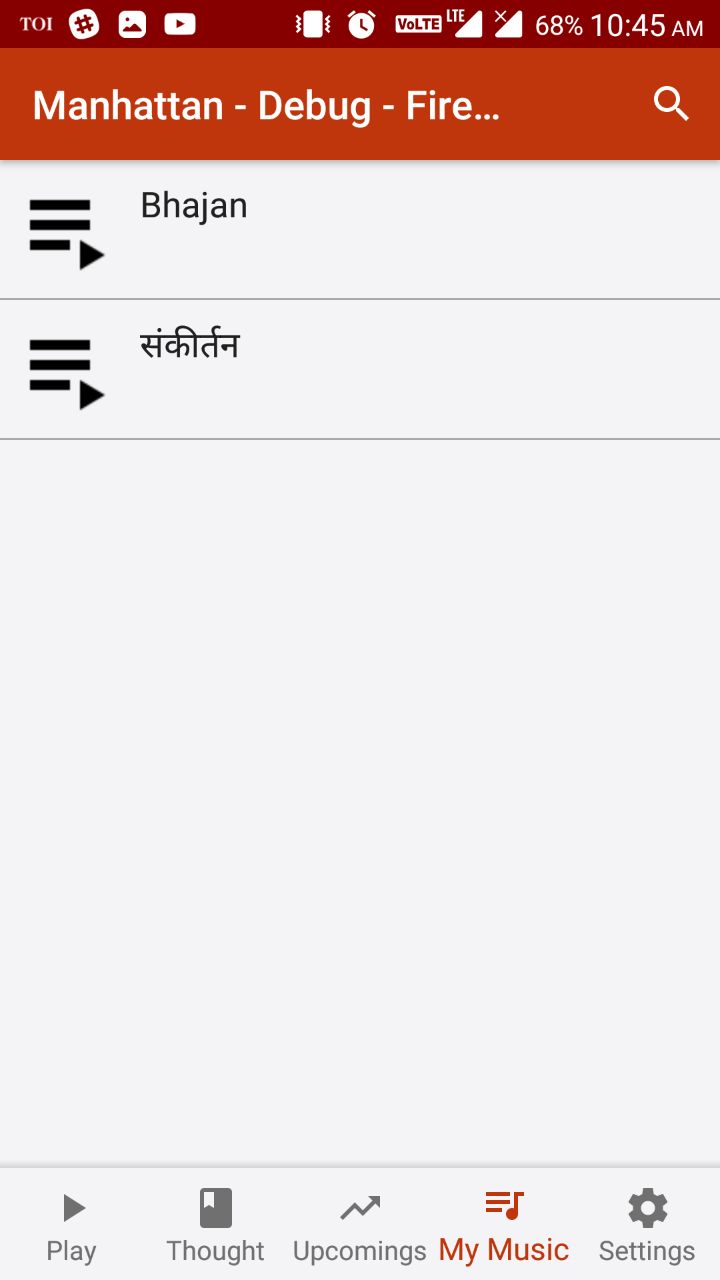 TOI VoLTE LTE 68% 10:45 AM
Manhattan - Debug - Fire...
Bhajan
संकीर्तन
Play Thought Upcomings My Music Settings